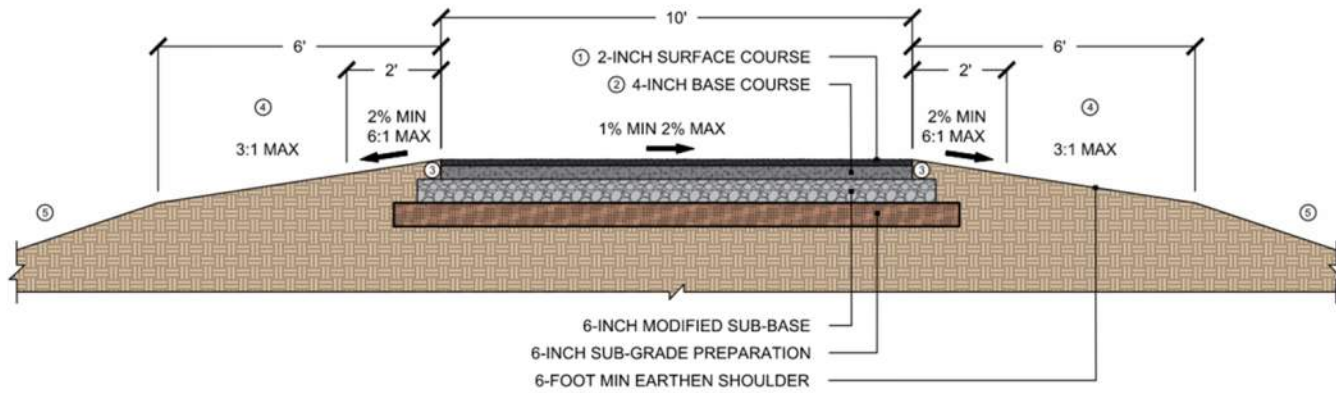 10'
6'
6'
① 2-INCH SURFACE COURSE
2'
2'
② 4-INCH BASE COURSE
④
④
2% MIN
6:1 MAX
1% MIN 2% MAX
2% MIN
6:1 MAX
3:1 MAX
3:1 MAX
③
③
⑤
⑤
6-INCH MODIFIED SUB-BASE
6-INCH SUB-GRADE PREPARATION
6-FOOT MIN EARTHEN SHOULDER